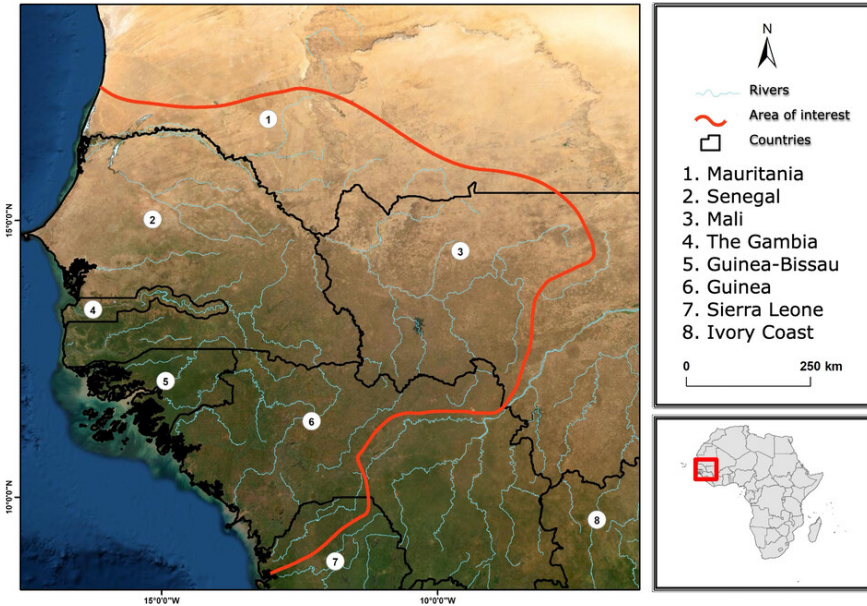 N
Rivers
Area of interest
Countries
1. Mauritania
2. Senegal
3. Mali
4. The Gambia
5. Guinea-Bissau
6. Guinea
7. Sierra Leone
8. Ivory Coast
0 250 km
1
2
3
4
5
6
7
8
15°0'0"N
10°0'0"N
15°0'0"W
10°0'0"W